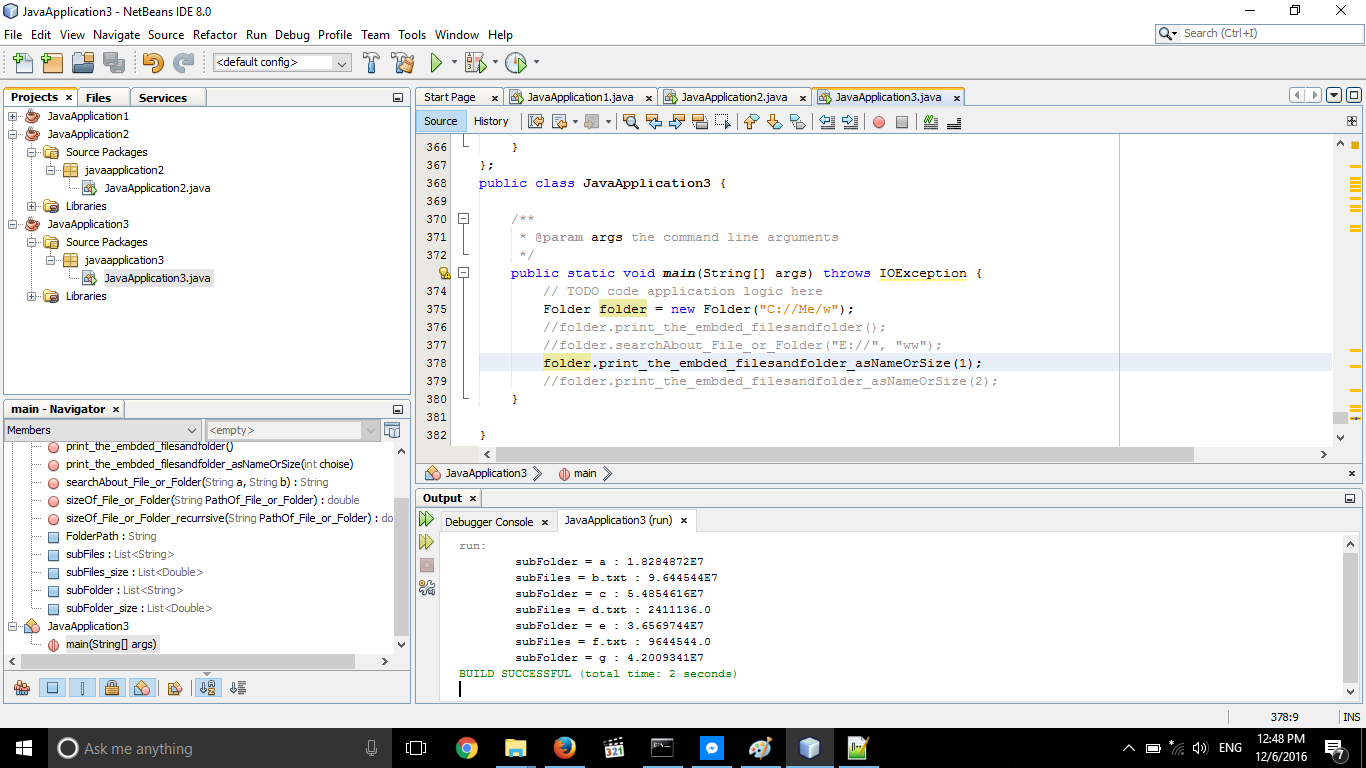 JavaApplication3 - NetBeans IDE 8.0
File Edit View Navigate Source Refactor Run Debug Profile Team Tools Window Help
Search (Ctrl+I)
<default config>
Projects × Files Services
JavaApplication1
JavaApplication2
Source Packages
javaapplication2
JavaApplication2.java
Libraries
JavaApplication3
Source Packages
javaapplication3
JavaApplication3.java
Libraries
main - Navigator ×
Members <empty>
print_the_embded_filesandfolder()
print_the_embded_filesandfolder_asNameOrSize(int choise)
searchAbout_File_or_Folder(String a, String b) : String
sizeOf_File_or_Folder(String PathOf_File_or_Folder) : double
sizeOf_File_or_Folder_recurrsive(String PathOf_File_or_Folder) : do
FolderPath : String
subFiles : List<String>
subFiles_size : List<Double>
subFolder : List<String>
subFolder_size : List<Double>
JavaApplication3
main(String[] args)
Start Page × JavaApplication1.java × JavaApplication2.java × JavaApplication3.java ×
Source History
366 }
367 };
368 public class JavaApplication3 {
369
370 /**
371 * @param args the command line arguments
372 */
public static void main(String[] args) throws IOException {
374 // TODO code application logic here
375 Folder folder = new Folder("C://Me/w");
376 //folder.print_the_embded_filesandfolder();
377 //folder.searchAbout_File_or_Folder("E://", "ww");
378 folder.print_the_embded_filesandfolder_asNameOrSize(1);
379 //folder.print_the_embded_filesandfolder_asNameOrSize(2);
380 }
381
382 }
JavaApplication3 main
Output ×
Debugger Console × JavaApplication3 (run) ×
run:
subFolder = a : 1.8284872E7
subFiles = b.txt : 9.644544E7
subFolder = c : 5.4854616E7
subFiles = d.txt : 2411136.0
subFolder = e : 3.6569744E7
subFiles = f.txt : 9644544.0
subFolder = g : 4.2009341E7
BUILD SUCCESSFUL (total time: 2 seconds)
378:9 INS
Ask me anything
321
ENG
12:48 PM
12/6/2016
7